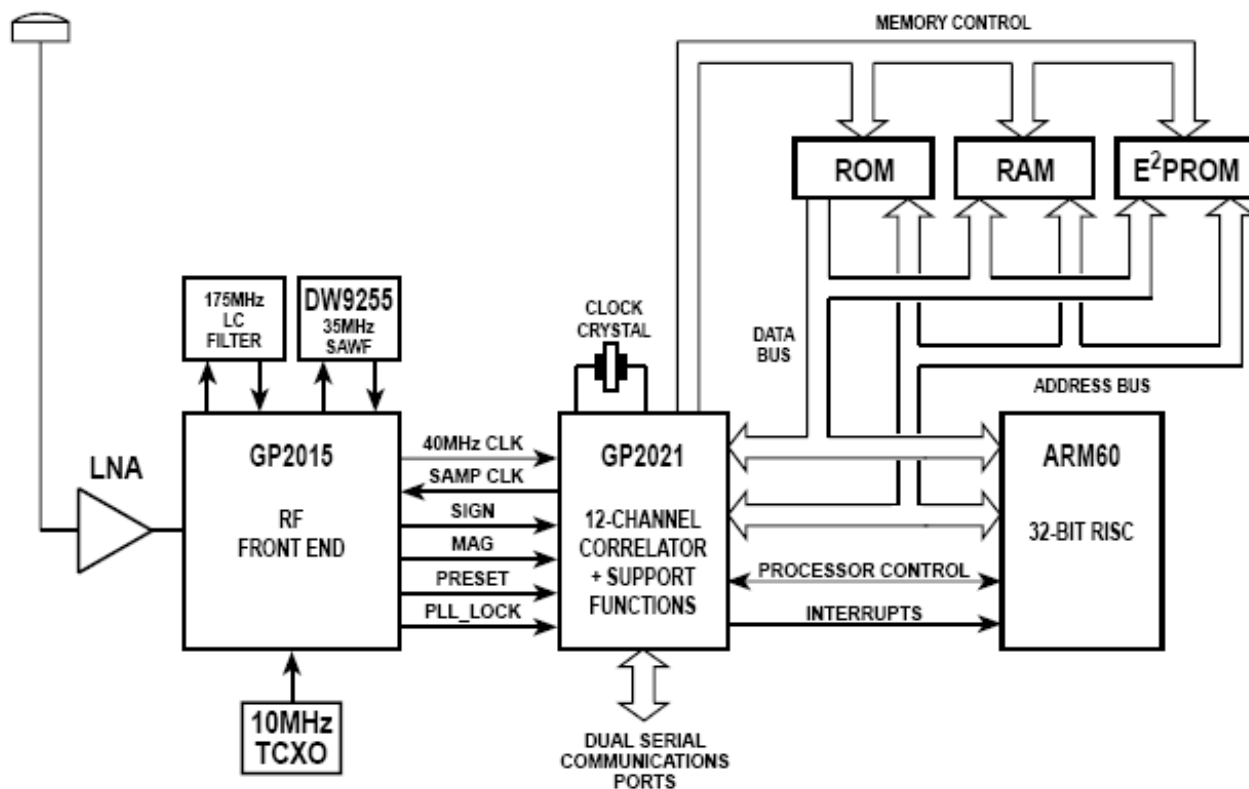 MEMORY CONTROL
ROM
RAM
E²PROM
175MHz
LC
FILTER
DW9255
35MHz
SAWF
CLOCK
CRYSTAL
DATA
BUS
ADDRESS BUS
LNA
GP2015
RF
FRONT END
40MHz CLK
SAMP CLK
SIGN
MAG
PRESET
PLL_LOCK
GP2021
12-CHANNEL
CORRELATOR
+ SUPPORT
FUNCTIONS
PROCESSOR CONTROL
INTERRUPTS
ARM60
32-BIT RISC
10MHz
TCXO
DUAL SERIAL
COMMUNICATIONS
PORTS